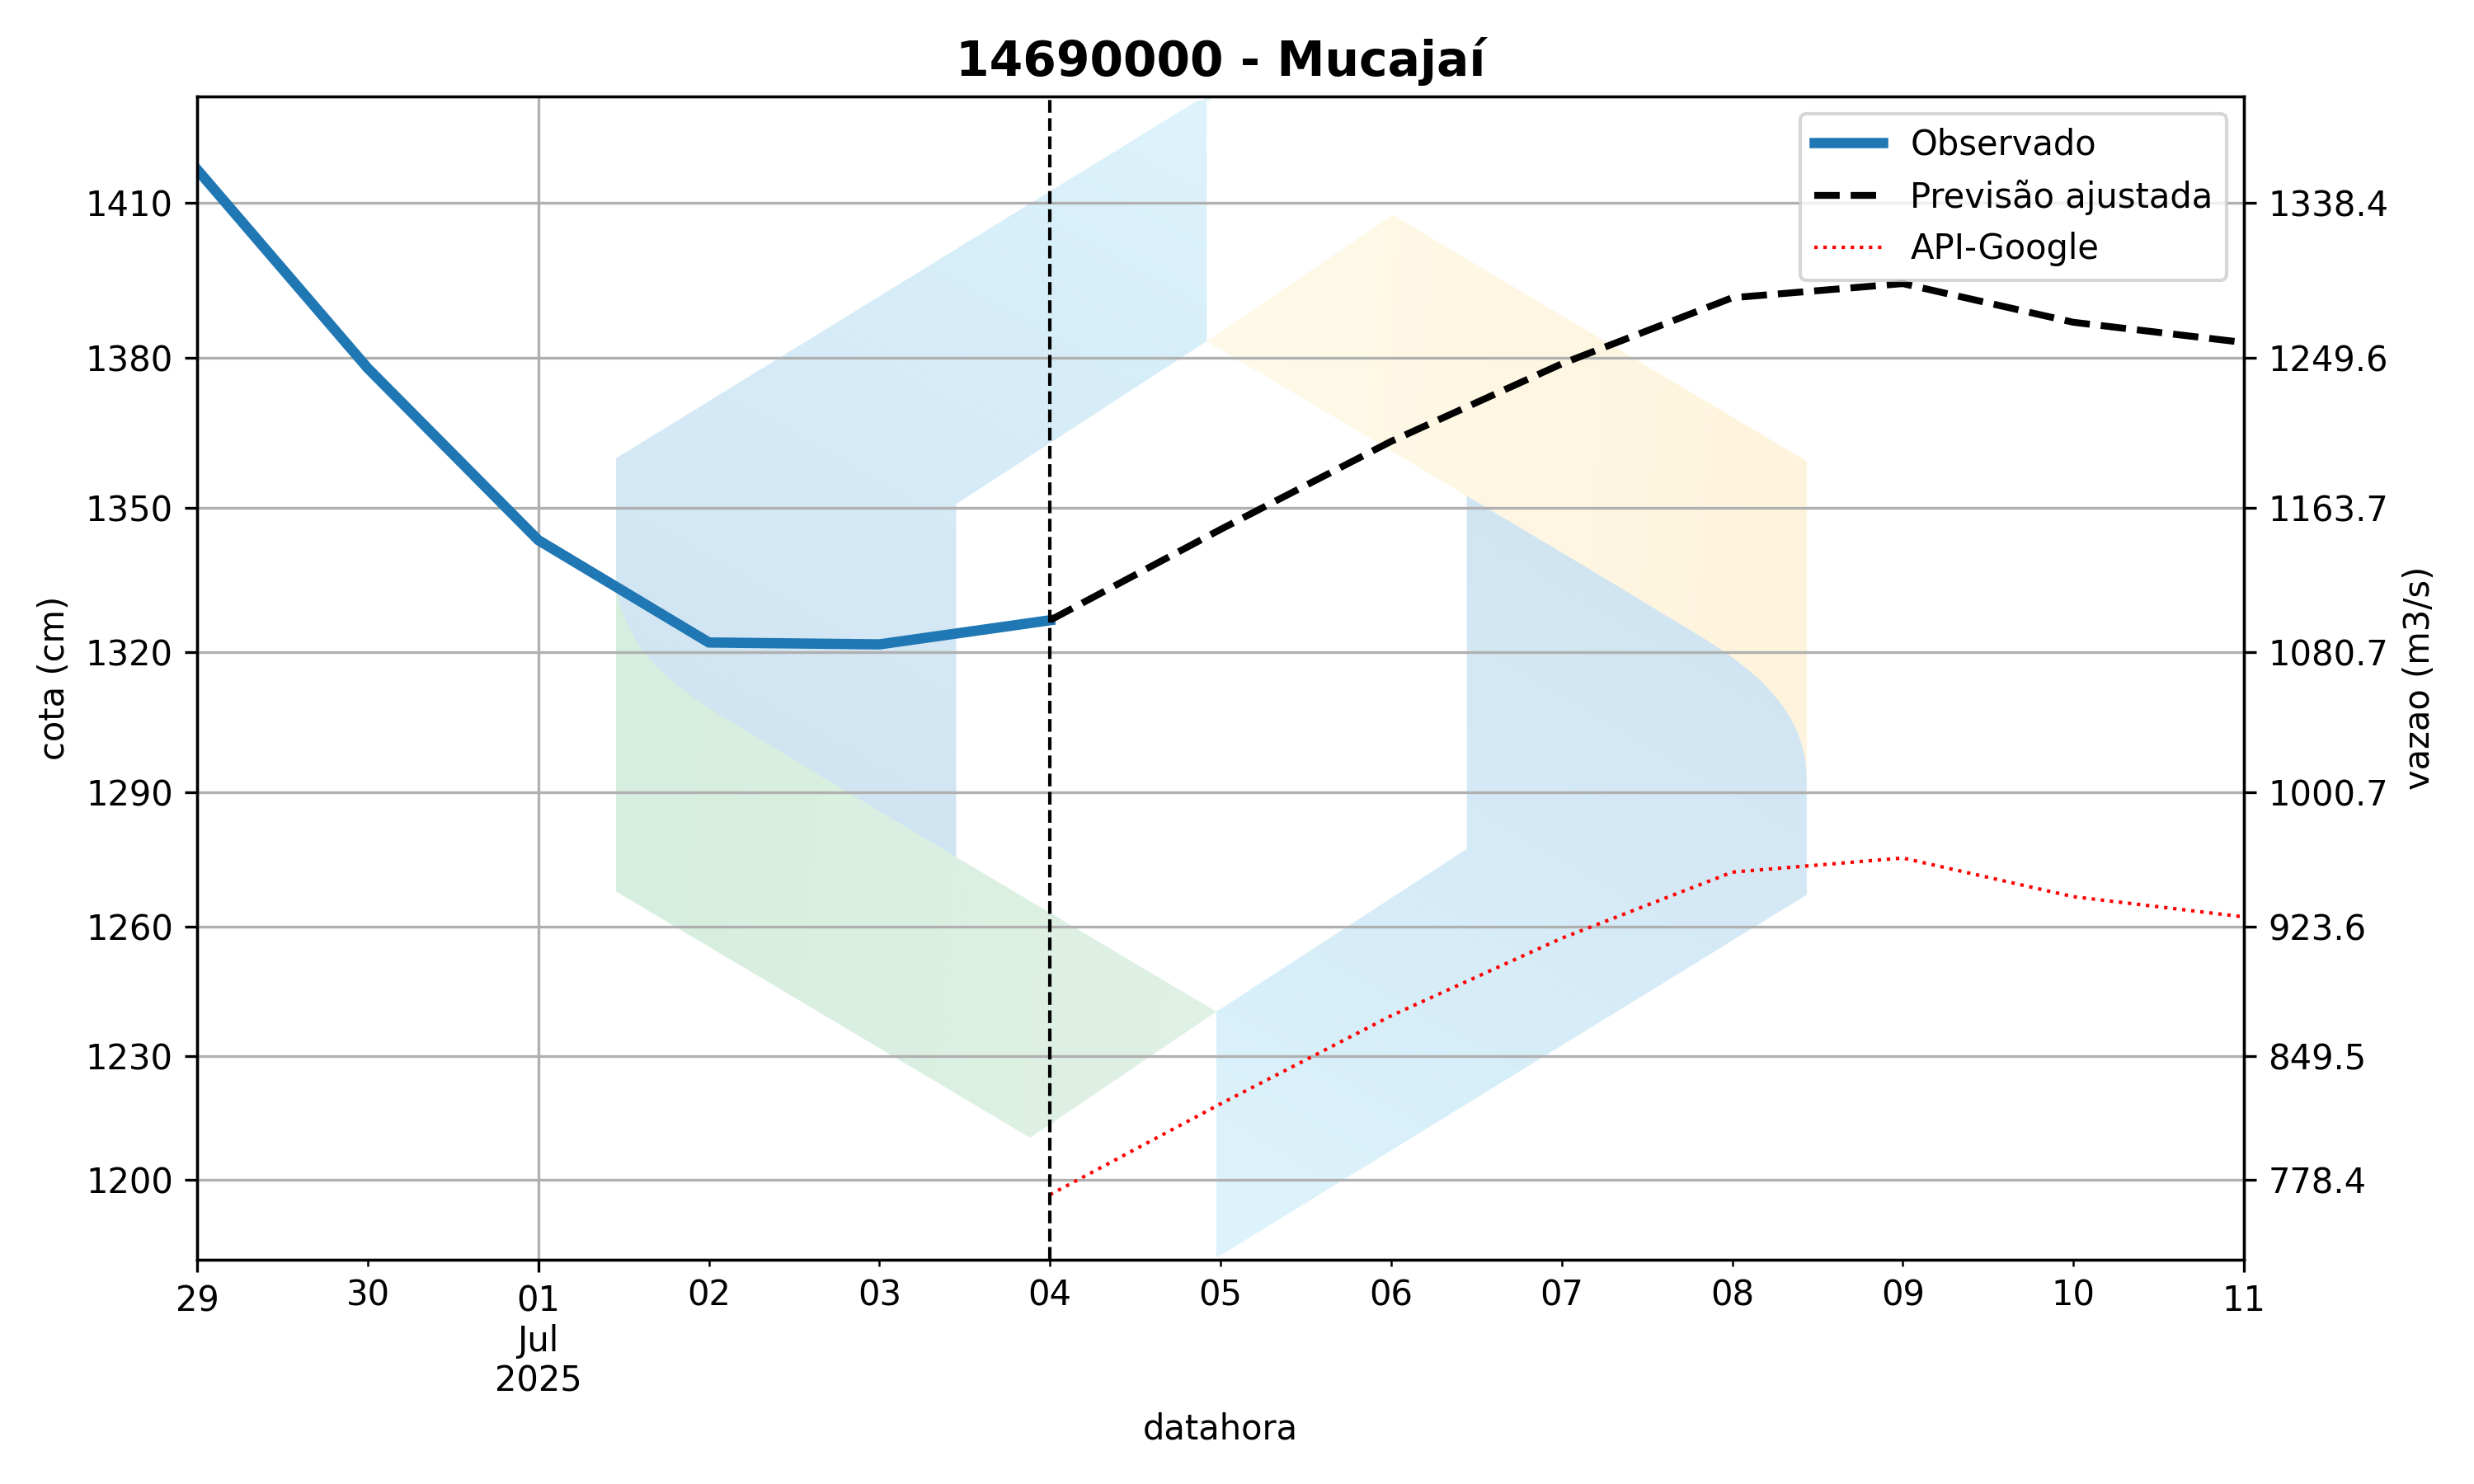 14690000 - Mucajaí
Observado
Previsão ajustada
API-Google
1410
1380
1350
1320
1290
1260
1230
1200
cota (cm)
1338.4
1249.6
1163.7
1080.7
1000.7
923.6
849.5
778.4
vazao (m3/s)
29 30 01 02 03 04 05 06 07 08 09 10 11
Jul
2025
datahora